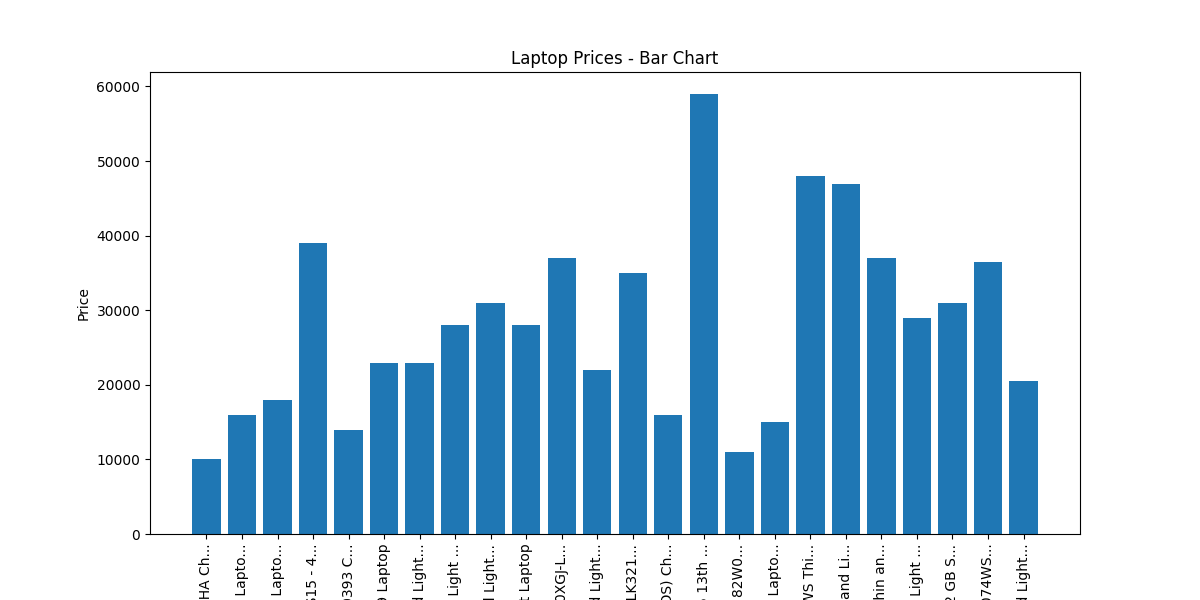 Laptop Prices - Bar Chart
Price
60000
50000
40000
30000
20000
10000
0
HA Ch...
Lapto...
Lapto...
515 - 4...
0393 C...
9 Laptop
d Light...
Light ...
d Light...
t Laptop
0XGJ-L...
d Light...
LK321...
OS) Ch...
13th ...
82W0...
Lapto...
WS Thi...
and Li...
hin an...
Light ...
2 GB S...
074WS...
d Light...